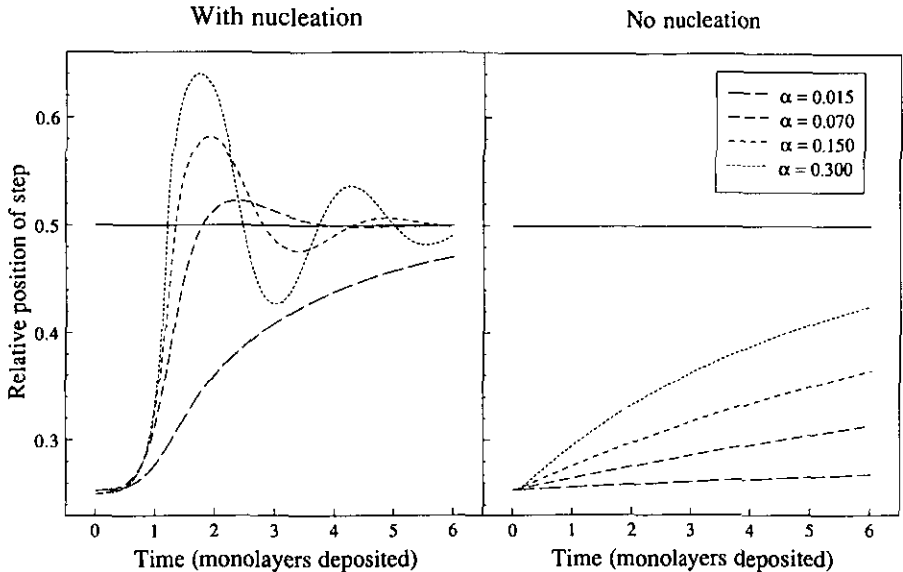 With nucleation
No nucleation
Relative position of step
0.6
0.5
0.4
0.3
α = 0.015
α = 0.070
α = 0.150
α = 0.300
0 1 2 3 4 5 6
0 1 2 3 4 5 6
Time (monolayers deposited)
Time (monolayers deposited)